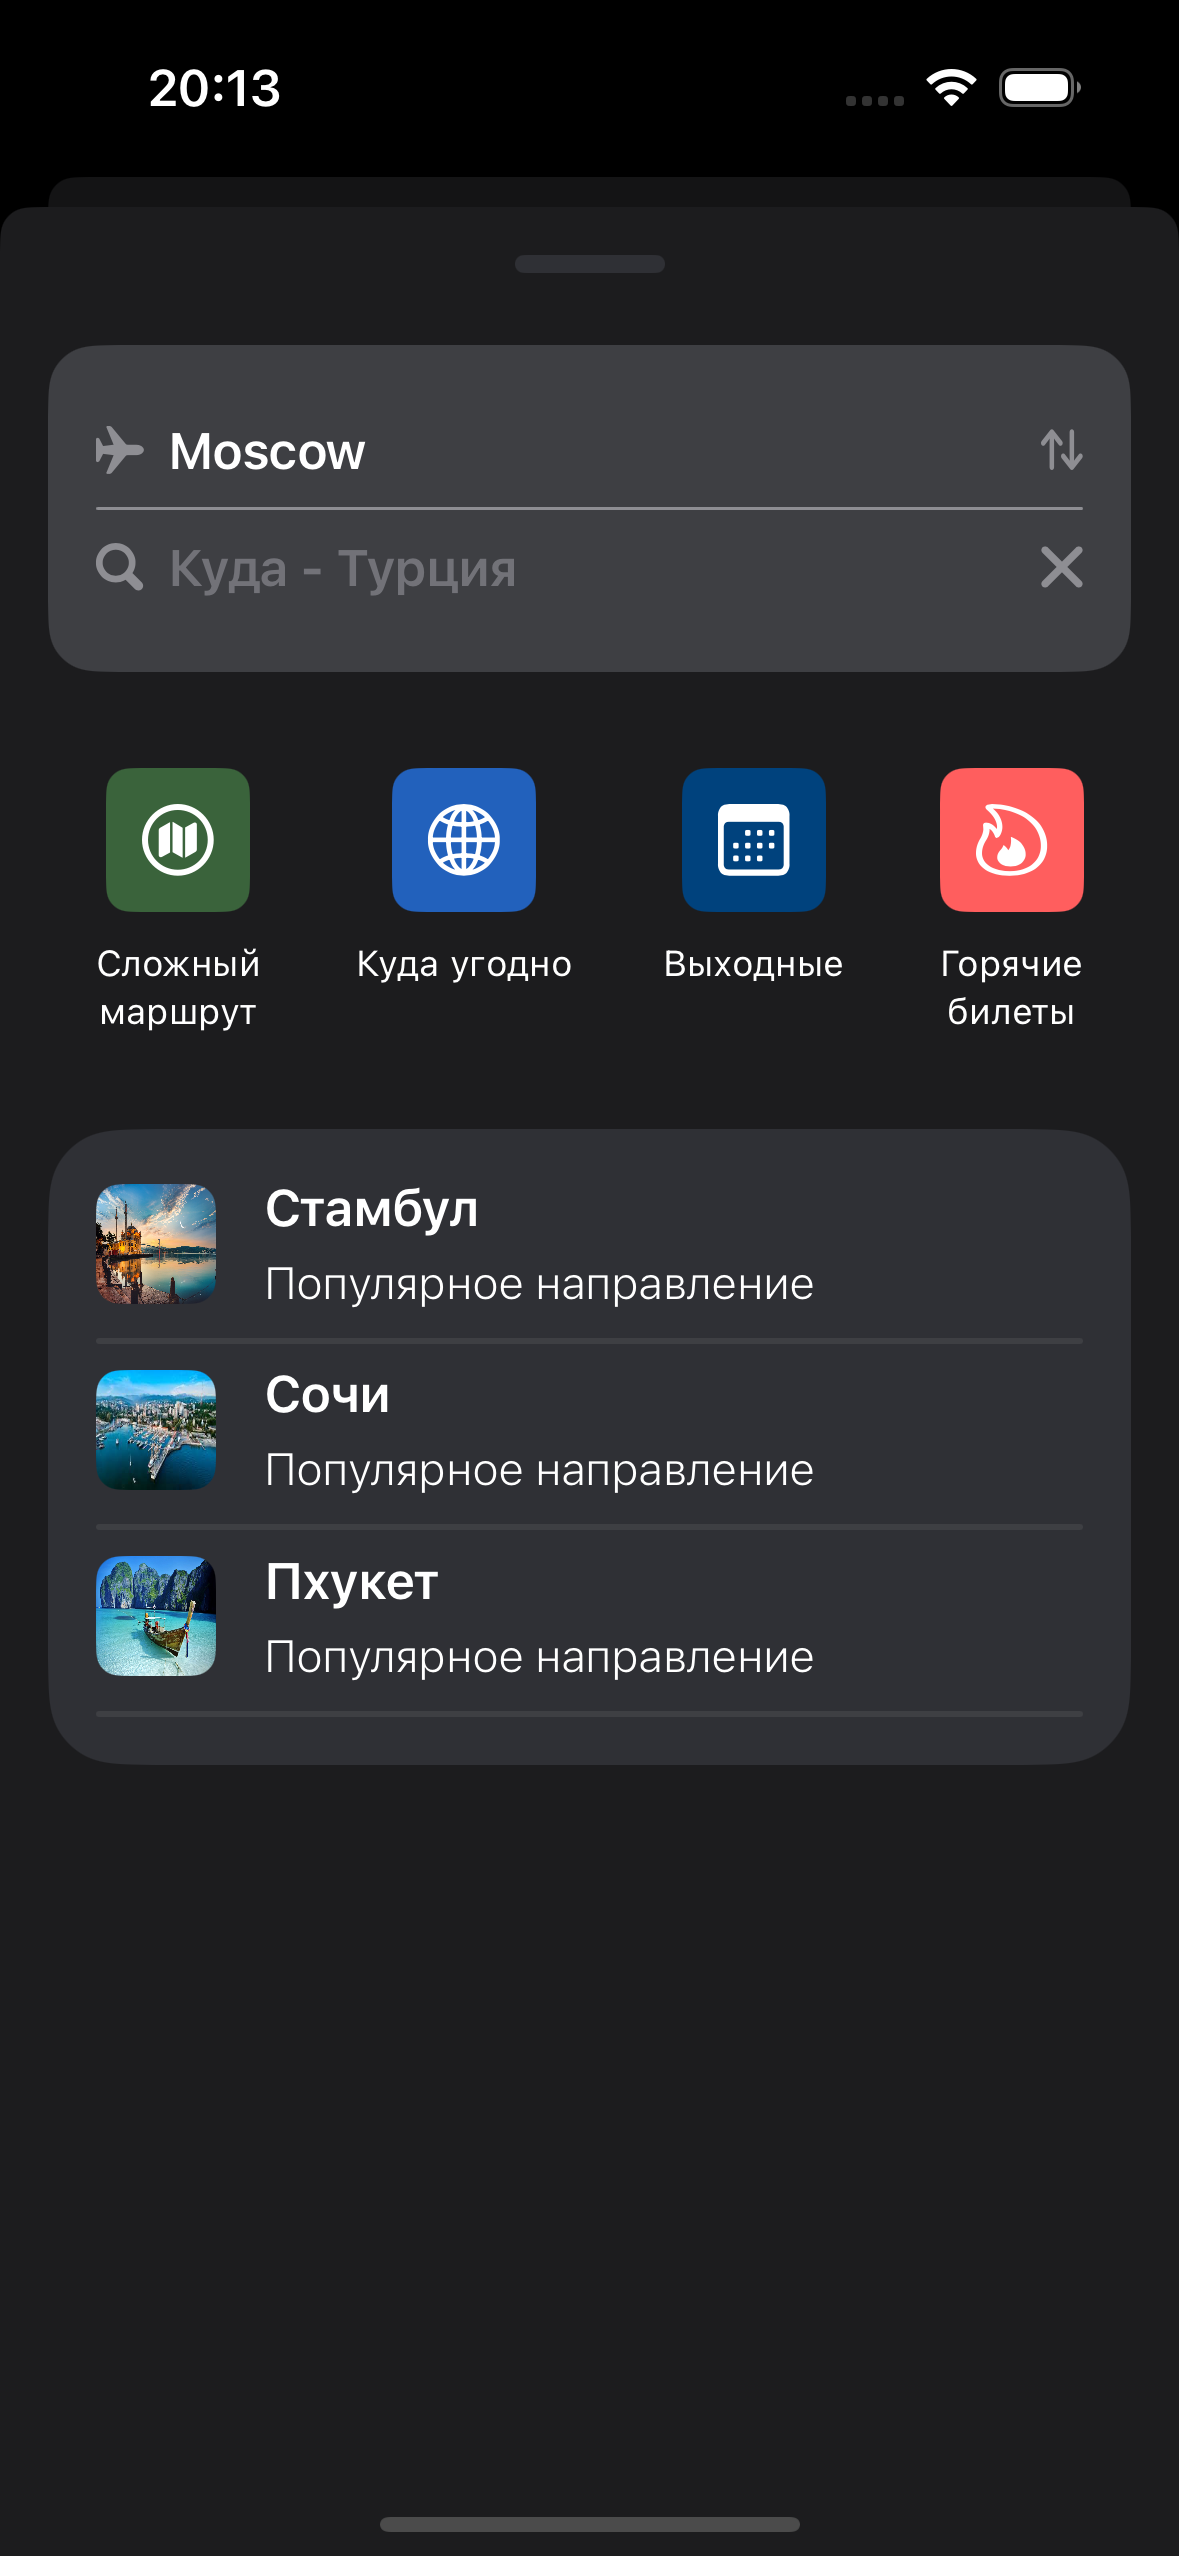 20:13
Moscow
Куда - Турция
Сложный
маршрут
Куда угодно
Выходные
Горячие
билеты
Стамбул
Популярное направление
Сочи
Популярное направление
Пхукет
Популярное направление